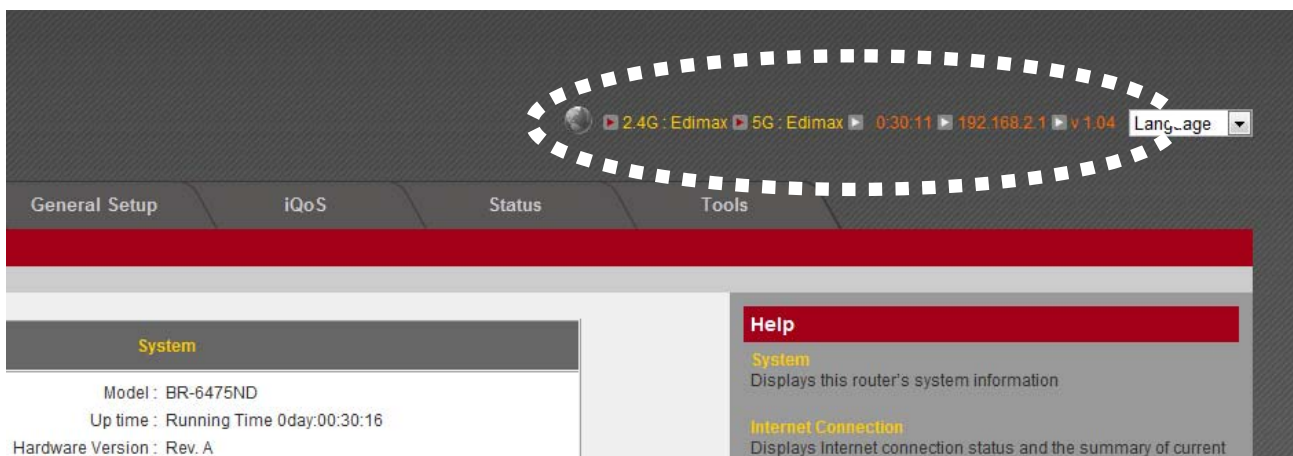 2.4G : Edimax 5G : Edimax 0:30:11 192.168.2.1 v 1.04 Language
General Setup iQoS Status Tools
System
Model : BR-6475ND
Up time : Running Time 0day:00:30:16
Hardware Version : Rev. A
Help
System
Displays this router's system information
Internet Connection
Displays Internet connection status and the summary of current